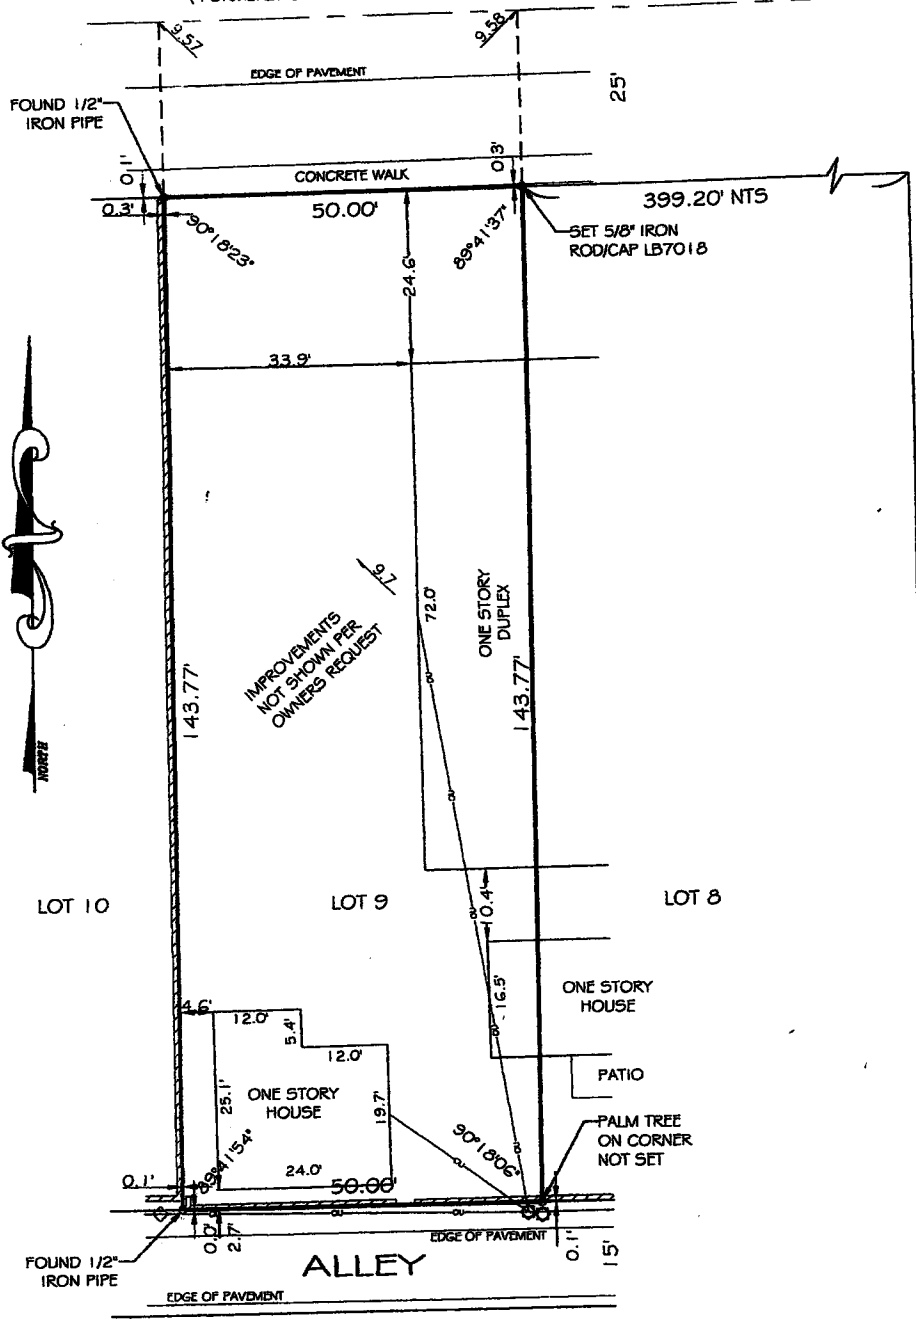 9.57
9.58
EDGE OF PAVEMENT
25'
FOUND 1/2"
IRON PIPE
0.1'
CONCRETE WALK
0.3'
0.3'
50.00'
399.20' NTS
90°18'23"
89°41'37"
SET 5/8" IRON
ROD/CAP LB7018
24.6'
33.9'
9.7
72.0'
ONE STORY
DUPLEX
IMPROVEMENTS
NOT SHOWN PER
OWNERS REQUEST
143.77'
143.77'
NORTH
LOT 10
LOT 9
LOT 8
10.4'
4.6'
12.0'
5.4'
16.5'
ONE STORY
HOUSE
12.0'
25.1'
ONE STORY
HOUSE
19.7'
PATIO
PALM TREE
ON CORNER
NOT SET
89°41'54"
90°18'06"
24.0'
0.1'
50.00'
0.0'
2.7'
EDGE OF PAVEMENT
0.1'
15'
FOUND 1/2"
IRON PIPE
ALLEY
EDGE OF PAVEMENT